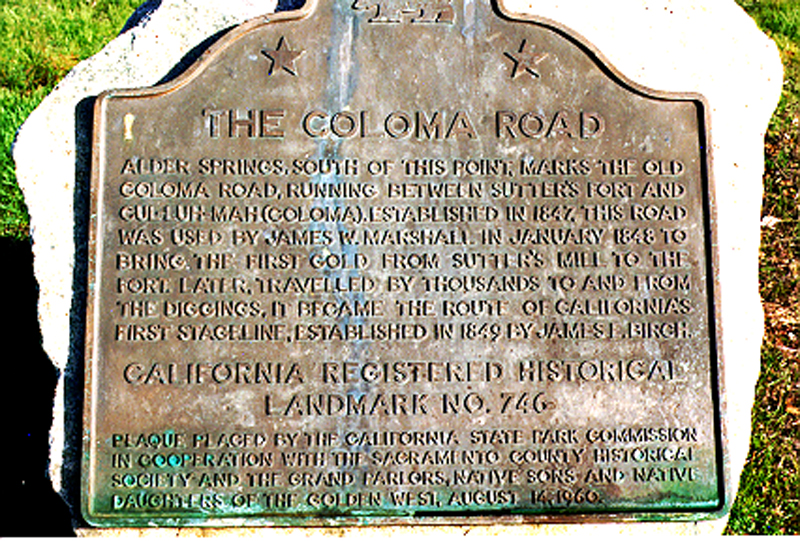 THE COLOMA ROAD
ALDER SPRINGS, SOUTH OF THIS POINT, MARKS THE OLD
COLOMA ROAD, RUNNING BETWEEN SUTTER'S FORT AND
CUL-LUH-MAH (COLOMA). ESTABLISHED IN 1847, THIS ROAD
WAS USED BY JAMES W. MARSHALL IN JANUARY 1848 TO
BRING THE FIRST GOLD FROM SUTTER'S MILL TO THE
FORT. LATER, TRAVELLED BY THOUSANDS TO AND FROM
THE DIGGINGS, IT BECAME THE ROUTE OF CALIFORNIA'S
FIRST STAGELINE, ESTABLISHED IN 1849 BY JAMES E. BIRCH.
CALIFORNIA REGISTERED HISTORICAL
LANDMARK NO. 746
PLAQUE PLACED BY THE CALIFORNIA STATE PARK COMMISSION
IN COOPERATION WITH THE SACRAMENTO COUNTY HISTORICAL
SOCIETY AND THE GRAND PARLORS, NATIVE SONS AND NATIVE
DAUGHTERS OF THE GOLDEN WEST, AUGUST 14, 1960.